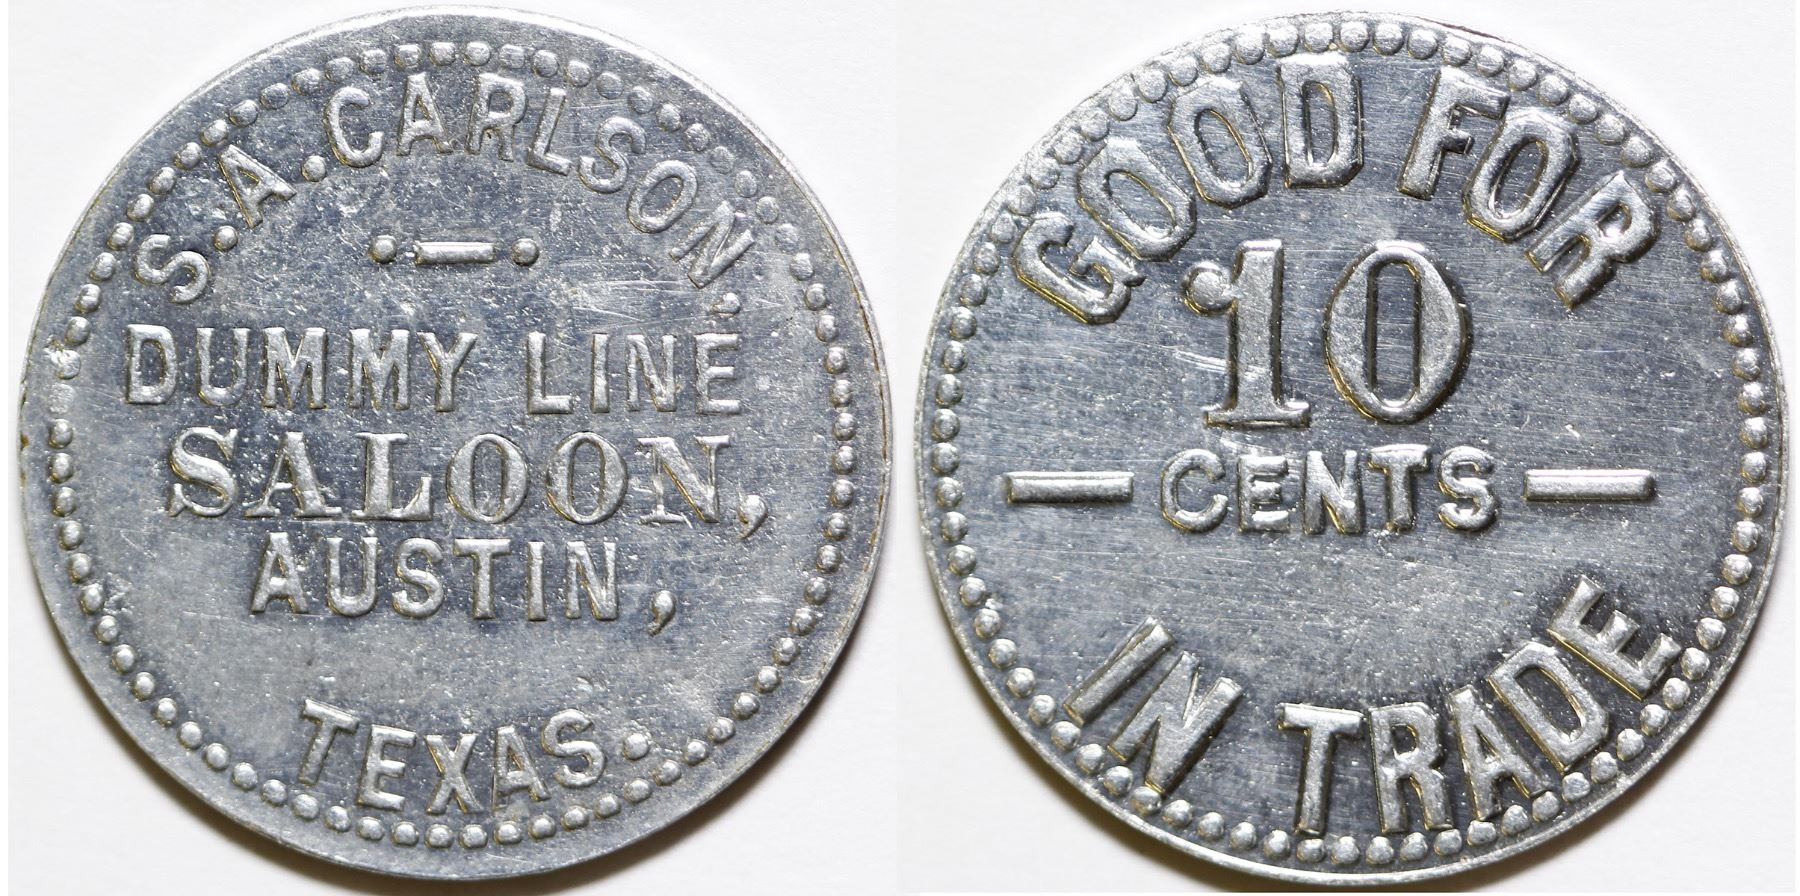 S. A. CARLSON.
DUMMY LINE
SALOON,
AUSTIN,
TEXAS.
GOOD FOR
10
CENTS
IN TRADE